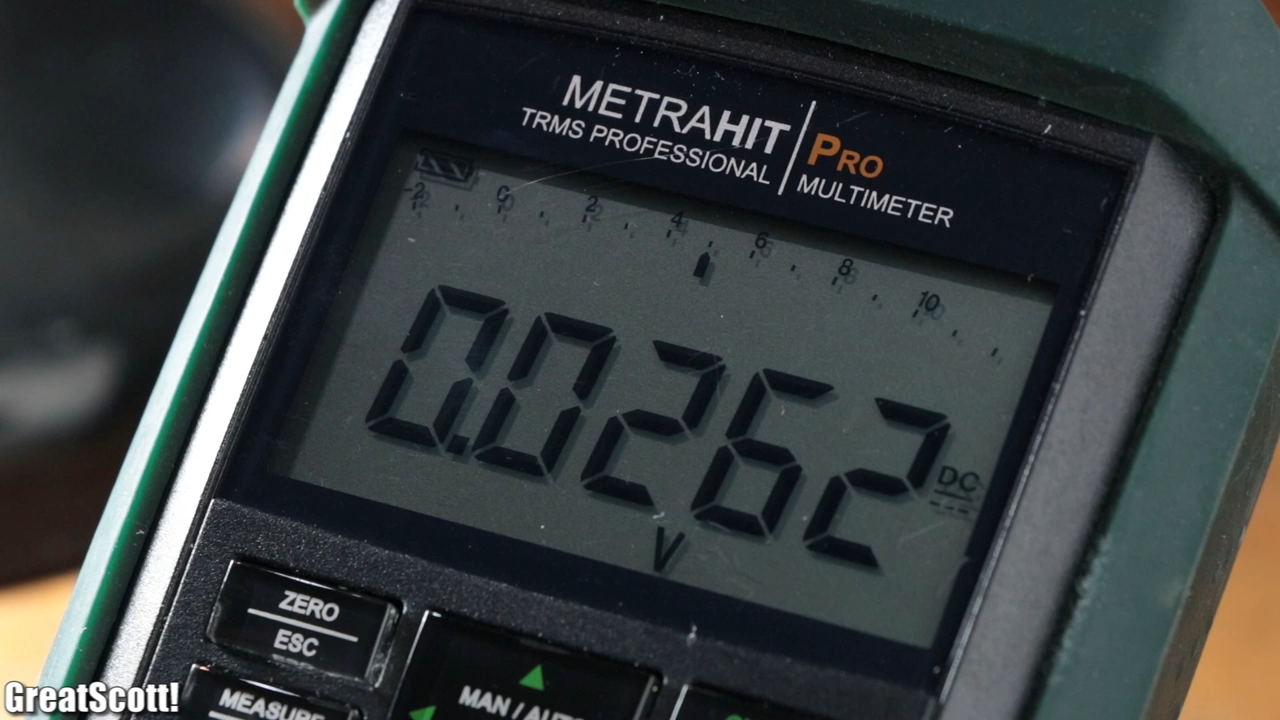 METRAHIT PRO
TRMS PROFESSIONAL MULTIMETER
-2 0 2 4 6 8 10
0.0262
DC
V
ZERO
ESC
MAN / AUTO
MEASURE
GreatScott!